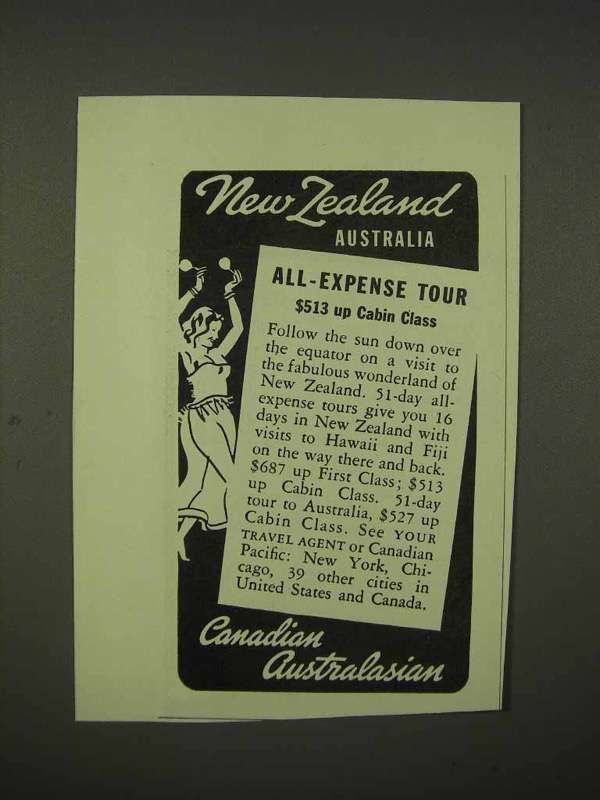 New Zealand
AUSTRALIA
ALL-EXPENSE TOUR
$513 up Cabin Class
Follow the sun down over
the equator on a visit to
the fabulous wonderland of
New Zealand. 51-day all-
expense tours give you 16
days in New Zealand with
visits to Hawaii and Fiji
on the way there and back.
$687 up First Class; $513
up Cabin Class. 51-day
tour to Australia, $527 up
Cabin Class. See YOUR
TRAVEL AGENT or Canadian
Pacific: New York, Chi-
cago, 39 other cities in
United States and Canada.
Canadian
Australasian